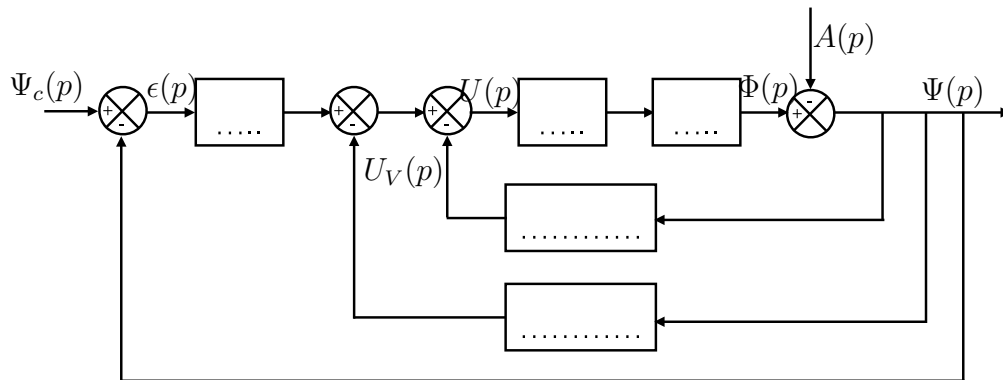 A(p)
Ψ_c(p) ϵ(p) U(p) Φ(p) Ψ(p)
+ + + + -
- - -
..... ..... .....
U_V(p)
............
............